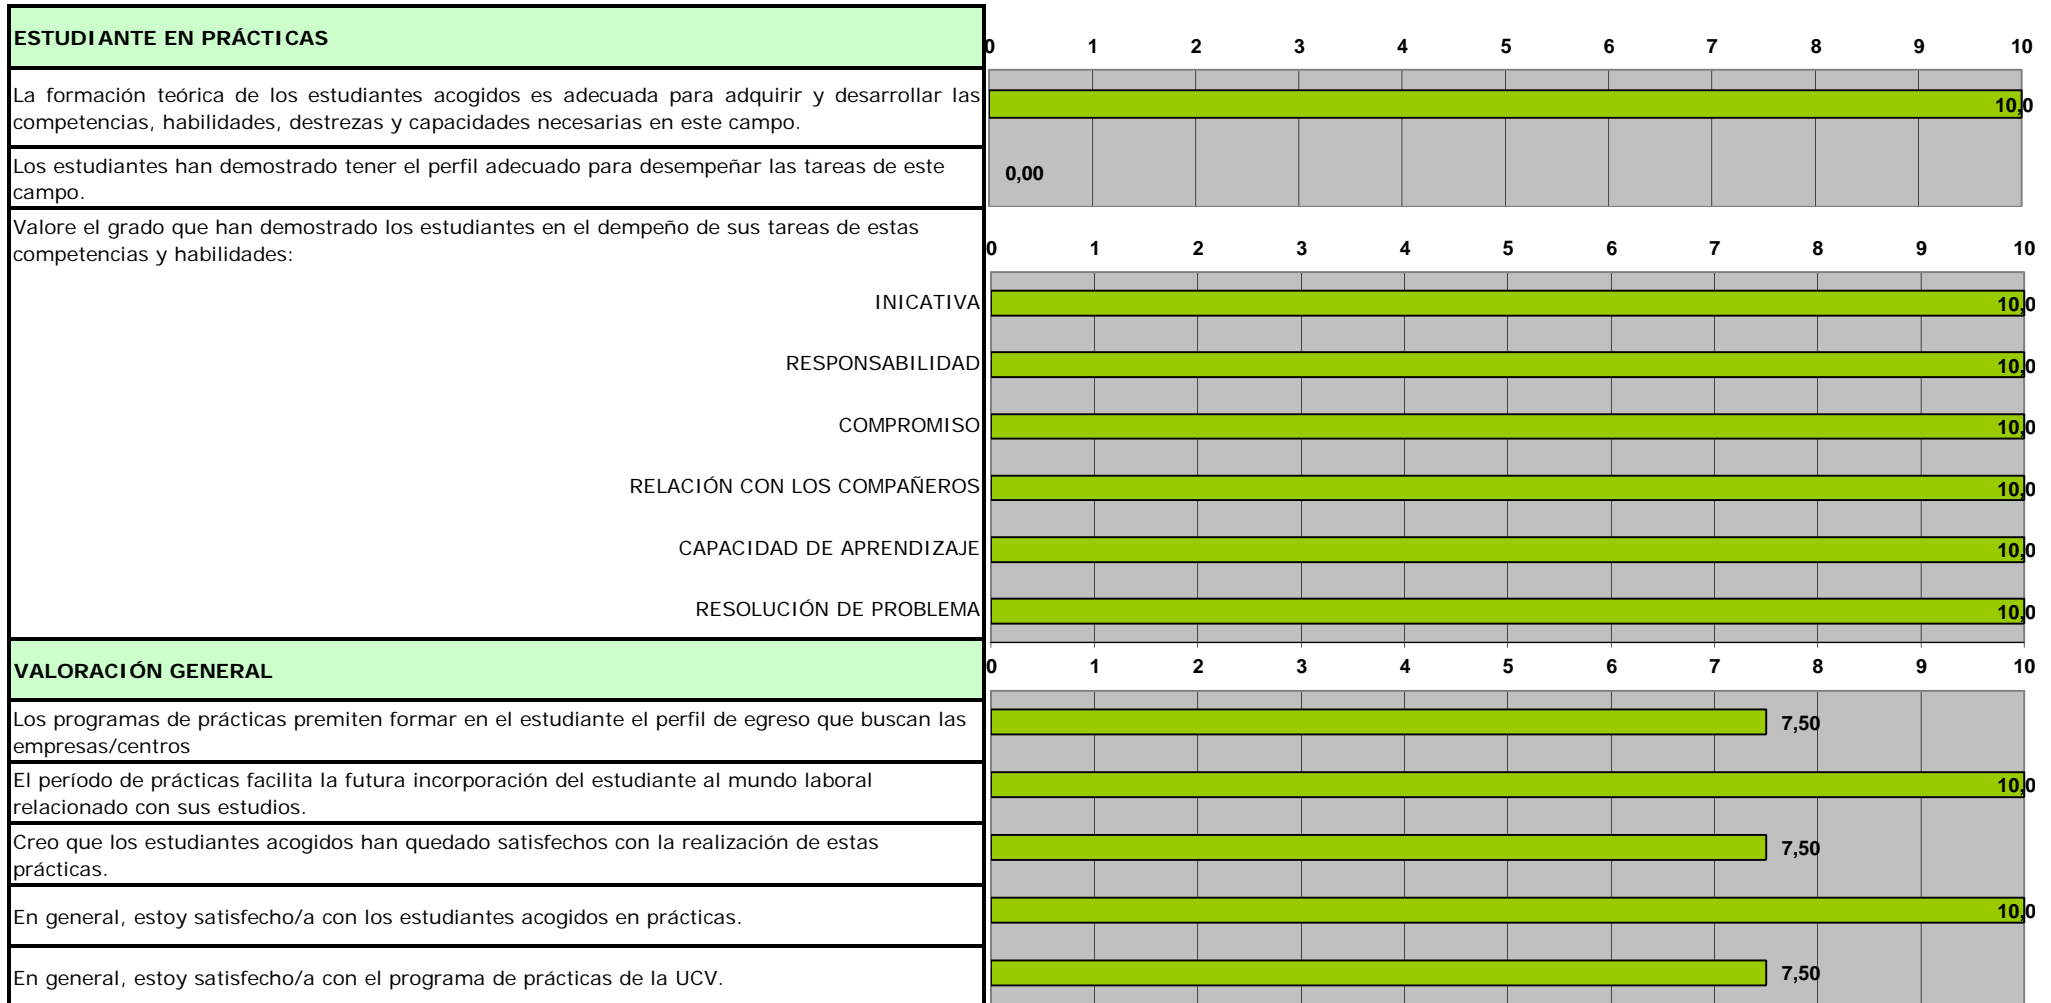 ESTUDIANTE EN PRÁCTICAS
0 1 2 3 4 5 6 7 8 9 10
La formación teórica de los estudiantes acogidos es adecuada para adquirir y desarrollar las
competencias, habilidades, destrezas y capacidades necesarias en este campo.
10,0
Los estudiantes han demostrado tener el perfil adecuado para desempeñar las tareas de este
campo.
0,00
Valore el grado que han demostrado los estudiantes en el dempeño de sus tareas de estas
competencias y habilidades:
0 1 2 3 4 5 6 7 8 9 10
INICATIVA 10,0
RESPONSABILIDAD 10,0
COMPROMISO 10,0
RELACIÓN CON LOS COMPAÑEROS 10,0
CAPACIDAD DE APRENDIZAJE 10,0
RESOLUCIÓN DE PROBLEMA 10,0
VALORACIÓN GENERAL
0 1 2 3 4 5 6 7 8 9 10
Los programas de prácticas premiten formar en el estudiante el perfil de egreso que buscan las
empresas/centros
7,50
El período de prácticas facilita la futura incorporación del estudiante al mundo laboral
relacionado con sus estudios.
10,0
Creo que los estudiantes acogidos han quedado satisfechos con la realización de estas
prácticas.
7,50
En general, estoy satisfecho/a con los estudiantes acogidos en prácticas.
10,0
En general, estoy satisfecho/a con el programa de prácticas de la UCV.
7,50